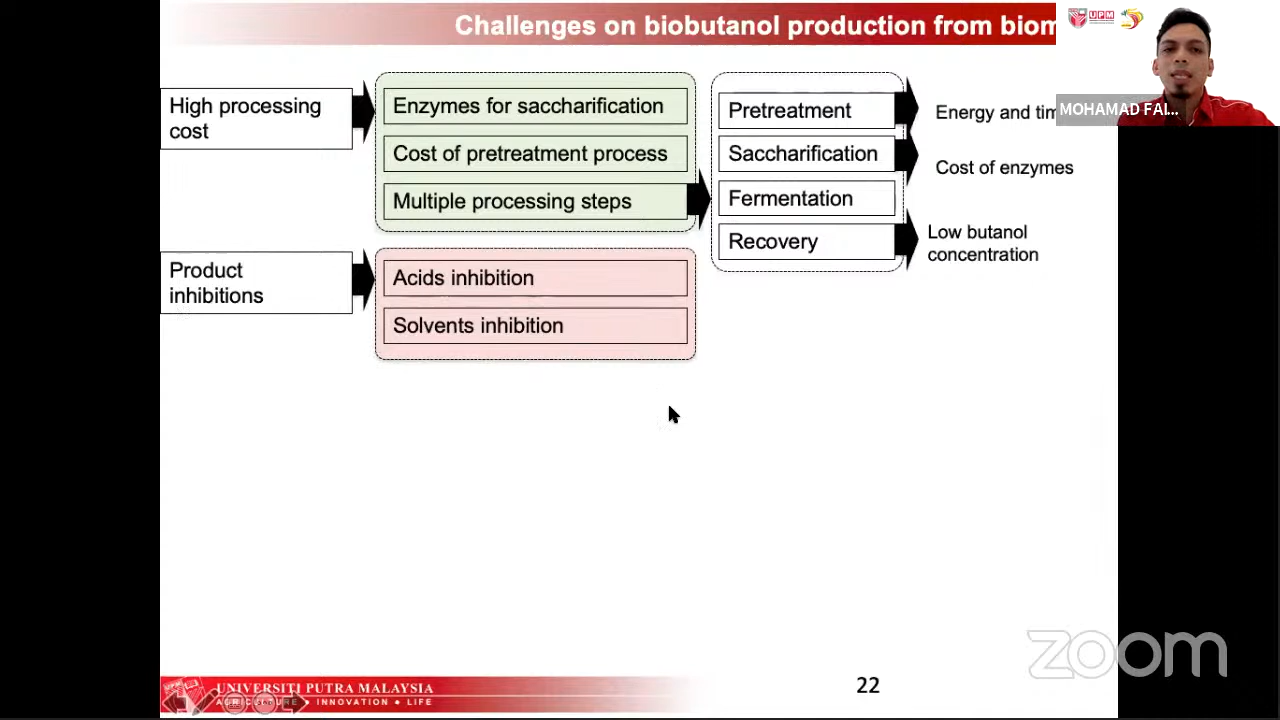 Challenges on biobutanol production from biom
UPM
MOHAMAD FAI...
High processing
cost
Enzymes for saccharification
Cost of pretreatment process
Multiple processing steps
Pretreatment
Saccharification
Fermentation
Recovery
Energy and tim
Cost of enzymes
Low butanol
concentration
Product
inhibitions
Acids inhibition
Solvents inhibition
zoom
UNIVERSITI PUTRA MALAYSIA
AGRICULTURE • INNOVATION • LIFE
22